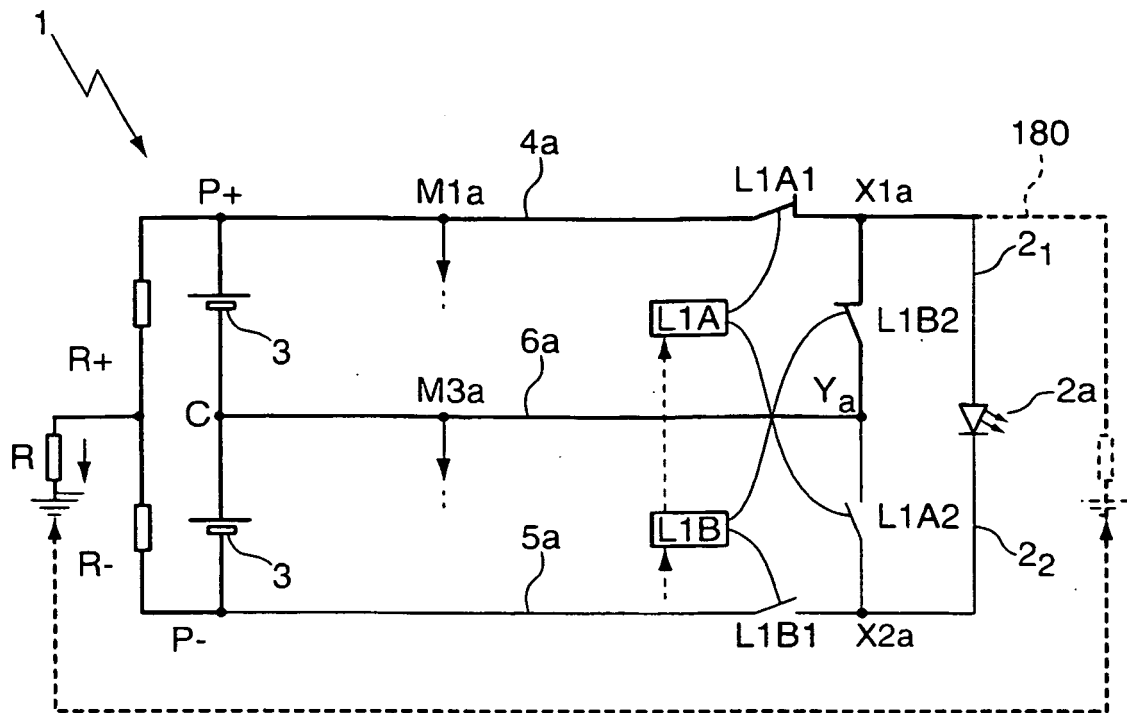 1
180
4a
P+ M1a L1A1 X1a
2₁
L1A L1B2
3 6a
R+ M3a Yₐ 2a
C
R
L1B L1A2
5a 2₂
R- 3
P- L1B1 X2a